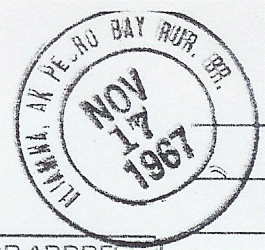 ILIAMNA, AK PEDRO BAY RUR. BR.
NOV
17
1967